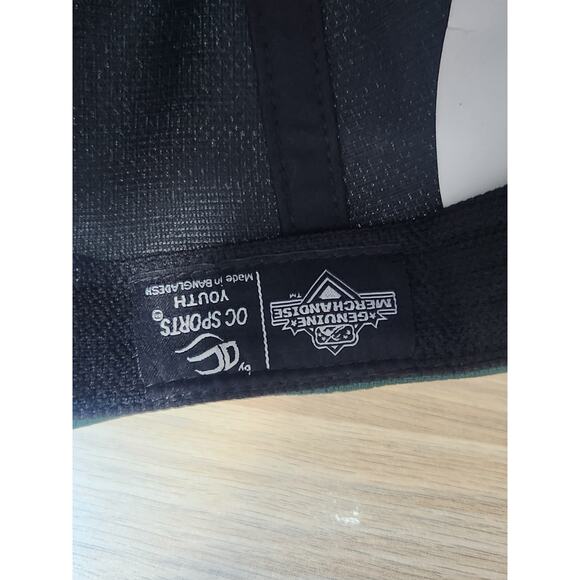 GENUINE
MERCHANDISE
™
by
OC SPORTS
YOUTH
Made in BANGLADESH